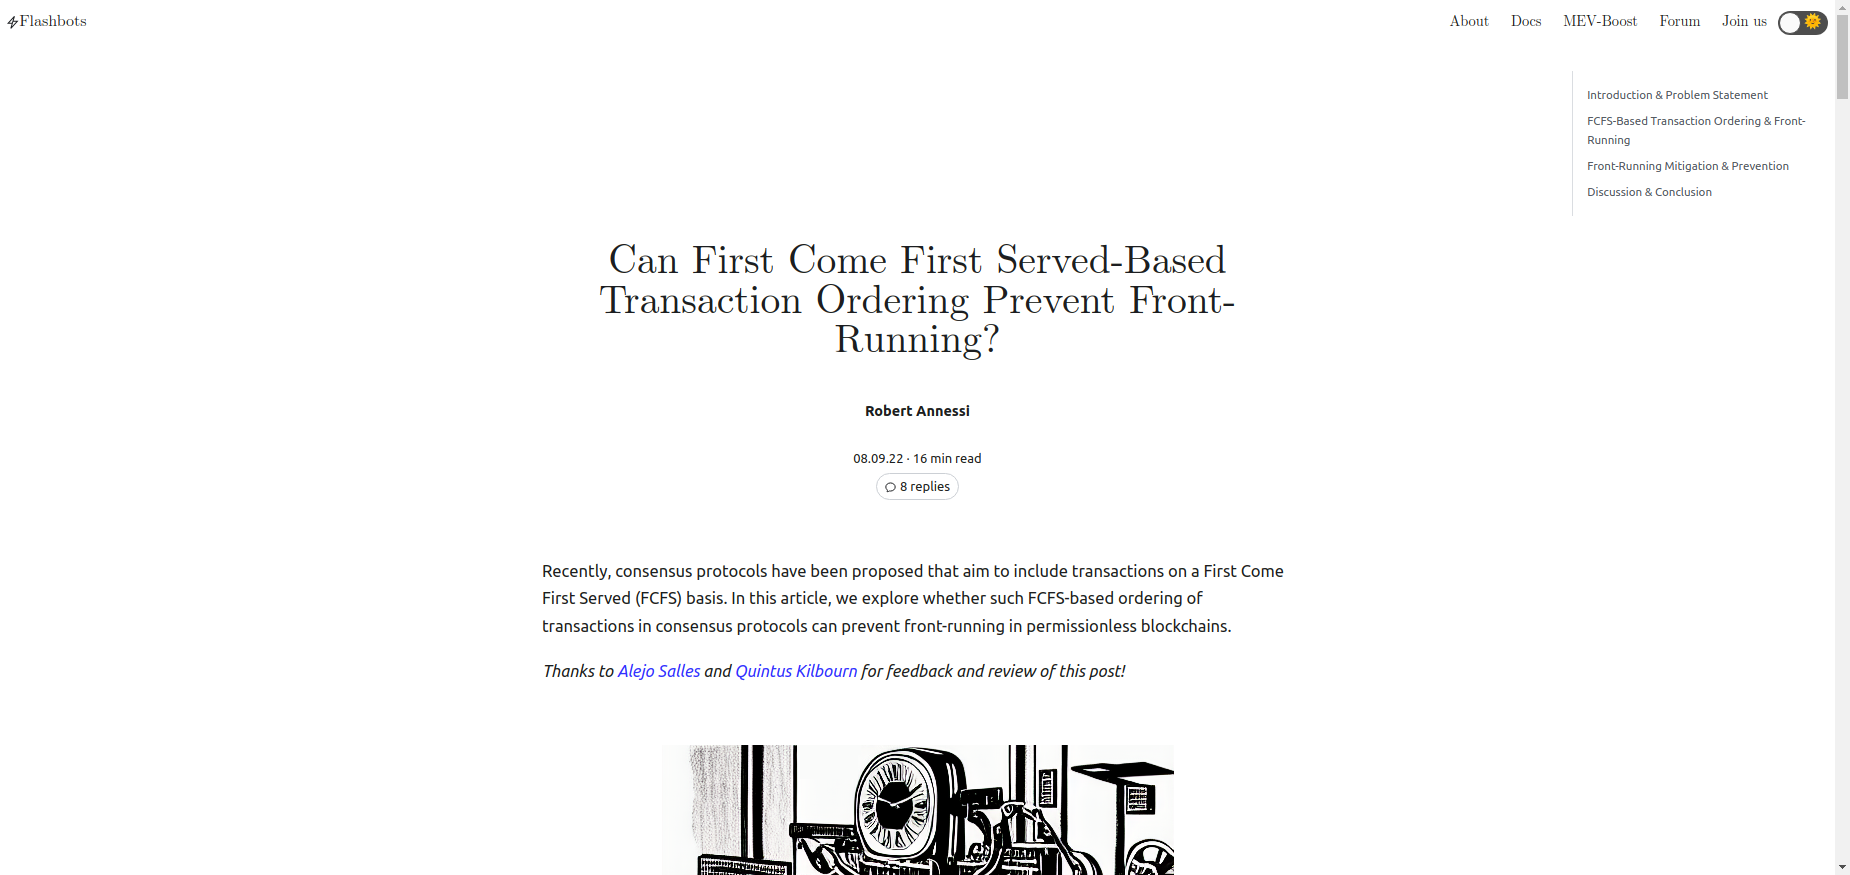 Flashbots
About Docs MEV-Boost Forum Join us
Introduction & Problem Statement
FCFS-Based Transaction Ordering & Front-
Running
Front-Running Mitigation & Prevention
Discussion & Conclusion
Can First Come First Served-Based
Transaction Ordering Prevent Front-
Running?
Robert Annessi
08.09.22 · 16 min read
8 replies
Recently, consensus protocols have been proposed that aim to include transactions on a First Come
First Served (FCFS) basis. In this article, we explore whether such FCFS-based ordering of
transactions in consensus protocols can prevent front-running in permissionless blockchains.
Thanks to Alejo Salles and Quintus Kilbourn for feedback and review of this post!